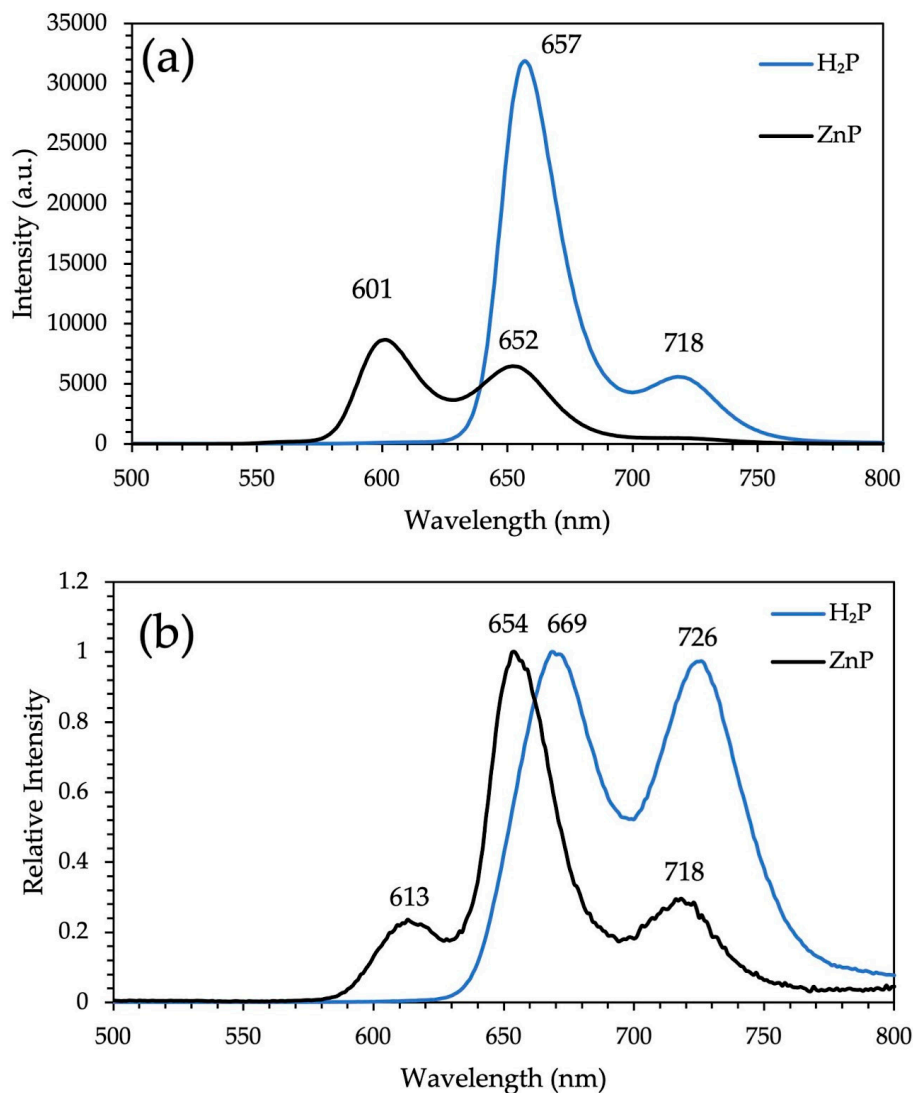 (a)
Intensity (a.u.)
35000
30000
25000
20000
15000
10000
5000
0
657
601
652
718
H₂P
ZnP
500 550 600 650 700 750 800
Wavelength (nm)
(b)
Relative Intensity
1.2
1
0.8
0.6
0.4
0.2
0
654 669 726
613
718
H₂P
ZnP
500 550 600 650 700 750 800
Wavelength (nm)